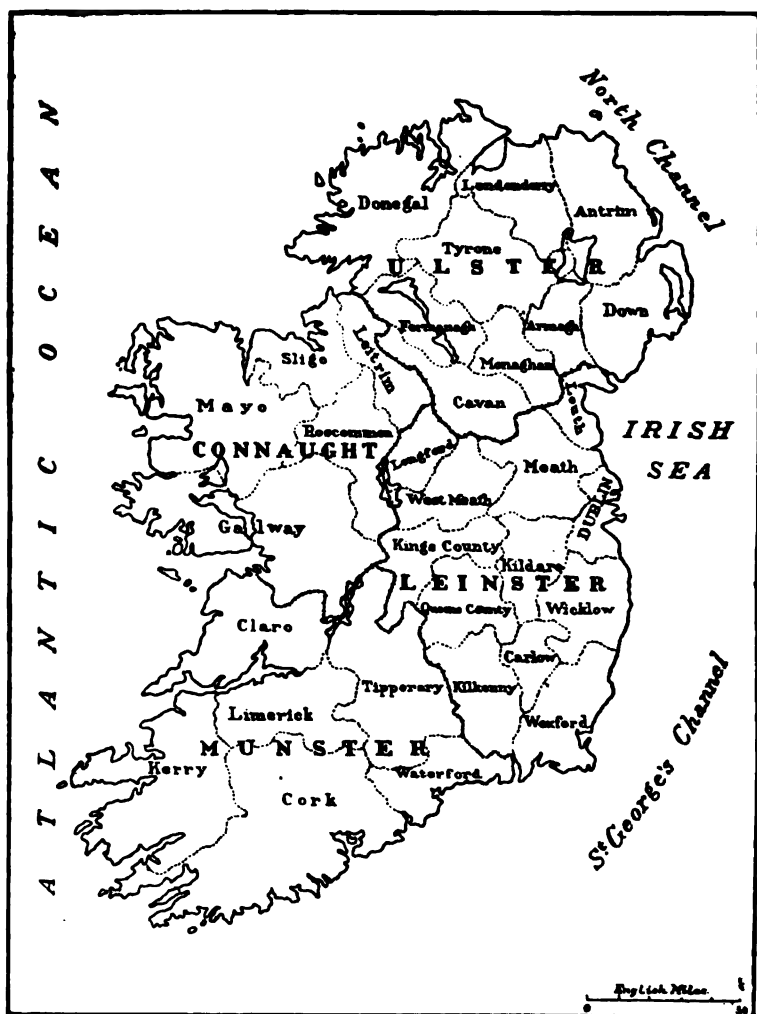 North Channel
ATLANTIC OCEAN
Donegal
Londonderry
Antrim
Tyrone
ULSTER
Fermanagh
Armagh
Down
Monaghan
Cavan
Sligo
Leitrim
Louth
Mayo
Roscommon
CONNAUGHT
Longford
Meath
IRISH
SEA
West Meath
DUBLIN
Galway
Kings County
Kildare
LEINSTER
Queens County
Wicklow
Clare
Carlow
Tipperary
Kilkenny
Limerick
Wexford
MUNSTER
Kerry
Waterford
Cork
St George's Channel
English Miles.
0